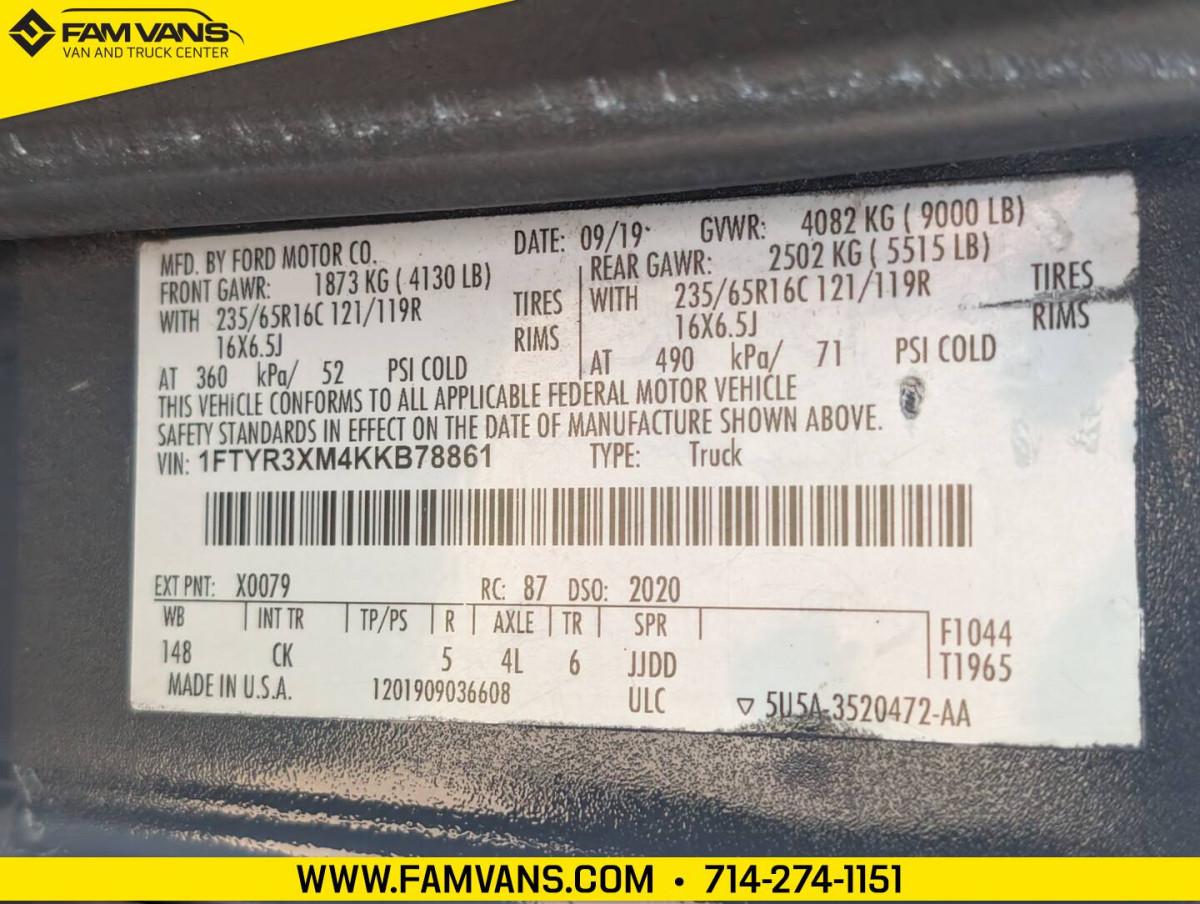 FAM VANS
VAN AND TRUCK CENTER
MFD. BY FORD MOTOR CO. DATE: 09/19 GVWR: 4082 KG ( 9000 LB)
FRONT GAWR: 1873 KG ( 4130 LB) REAR GAWR: 2502 KG ( 5515 LB)
WITH 235/65R16C 121/119R TIRES WITH 235/65R16C 121/119R TIRES
16X6.5J RIMS 16X6.5J RIMS
AT 360 kPa/ 52 PSI COLD AT 490 kPa/ 71 PSI COLD
THIS VEHICLE CONFORMS TO ALL APPLICABLE FEDERAL MOTOR VEHICLE
SAFETY STANDARDS IN EFFECT ON THE DATE OF MANUFACTURE SHOWN ABOVE.
VIN: 1FTYR3XM4KKB78861 TYPE: Truck
EXT PNT: X0079 RC: 87 DSO: 2020
WB INT TR TP/PS R AXLE TR SPR F1044
148 CK 5 4L 6 JJDD T1965
MADE IN U.S.A. 1201909036608 ULC ▽ 5U5A-3520472-AA
WWW.FAMVANS.COM • 714-274-1151